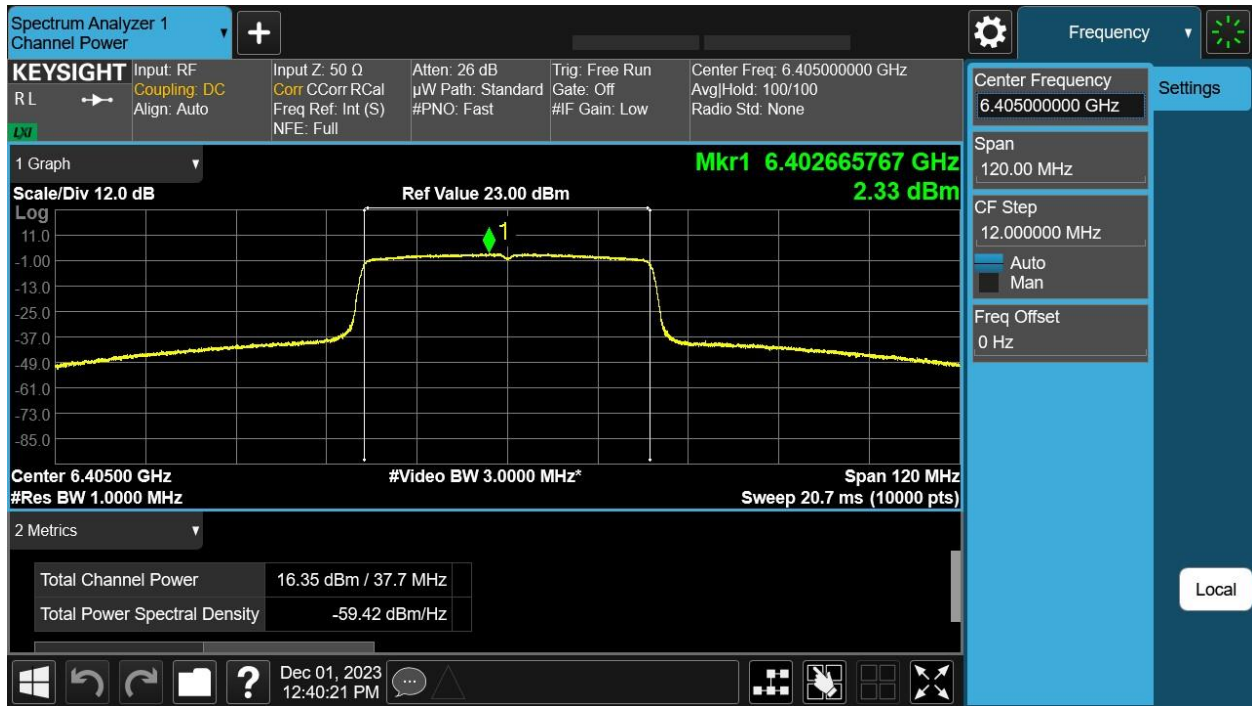 Spectrum Analyzer 1
Channel Power
+
Frequency
KEYSIGHT
RL
LXI
Input: RF
Coupling: DC
Align: Auto
Input Z: 50 Ω
Corr CCorr RCal
Freq Ref: Int (S)
NFE: Full
Atten: 26 dB
µW Path: Standard
#PNO: Fast
Trig: Free Run
Gate: Off
#IF Gain: Low
Center Freq: 6.405000000 GHz
Avg|Hold: 100/100
Radio Std: None
Center Frequency
6.405000000 GHz
Settings
Span
120.00 MHz
CF Step
12.000000 MHz
Auto
Man
Freq Offset
0 Hz
Local
1 Graph
Mkr1 6.402665767 GHz
2.33 dBm
Scale/Div 12.0 dB
Ref Value 23.00 dBm
Log
11.0
-1.00
-13.0
-25.0
-37.0
-49.0
-61.0
-73.0
-85.0
1
Center 6.40500 GHz
#Video BW 3.0000 MHz*
Span 120 MHz
#Res BW 1.0000 MHz
Sweep 20.7 ms (10000 pts)
2 Metrics
Total Channel Power 16.35 dBm / 37.7 MHz
Total Power Spectral Density -59.42 dBm/Hz
?
Dec 01, 2023
12:40:21 PM